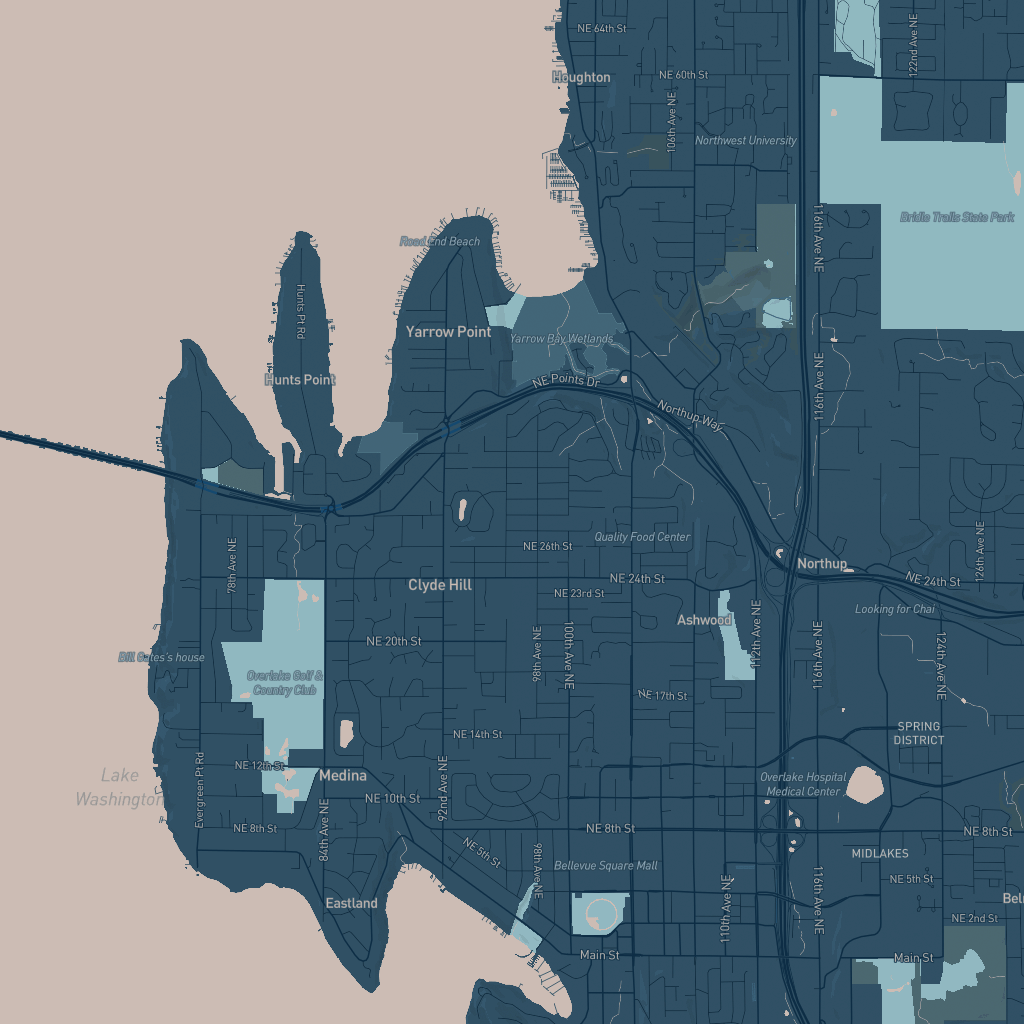 NE 64th St
122nd Ave NE
Houghton
NE 60th St
106th Ave NE
Northwest University
116th Ave NE
Bridle Trails State Park
Road End Beach
Hunts Pt Rd
Yarrow Point
Yarrow Bay Wetlands
Hunts Point
NE Points Dr
116th Ave NE
Northup Way
Quality Food Center
NE 26th St
126th Ave NE
78th Ave NE
Northup
NE 24th St
NE 24th St
Clyde Hill
NE 23rd St
Looking for Chai
Ashwood
112th Ave NE
NE 20th St
98th Ave NE
100th Ave NE
116th Ave NE
124th Ave NE
Bill Gates's house
Overlake Golf &
Country Club
NE 17th St
SPRING
DISTRICT
NE 14th St
NE 12th St
Medina
Lake
Washington
Overlake Hospital
Medical Center
Evergreen Pt Rd
92nd Ave NE
NE 10th St
84th Ave NE
NE 8th St
NE 8th St
NE 8th St
NE 5th St
98th Ave NE
Bellevue Square Mall
MIDLAKES
NE 5th St
110th Ave NE
116th Ave NE
Eastland
NE 2nd St
Main St
Main St